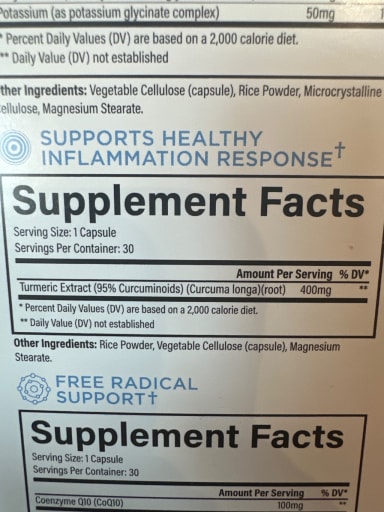 Potassium (as potassium glycinate complex) 50mg
* Percent Daily Values (DV) are based on a 2,000 calorie diet.
** Daily Value (DV) not established
ther Ingredients: Vegetable Cellulose (capsule), Rice Powder, Microcrystalline
ellulose, Magnesium Stearate.
SUPPORTS HEALTHY
INFLAMMATION RESPONSE†
Supplement Facts
Serving Size: 1 Capsule
Servings Per Container: 30
Amount Per Serving % DV*
Turmeric Extract (95% Curcuminoids) (Curcuma longa)(root) 400mg **
* Percent Daily Values (DV) are based on a 2,000 calorie diet.
** Daily Value (DV) not established
Other Ingredients: Rice Powder, Vegetable Cellulose (capsule), Magnesium
Stearate.
FREE RADICAL
SUPPORT†
Supplement Facts
Serving Size: 1 Capsule
Servings Per Container: 30
Amount Per Serving % DV*
Coenzyme Q10 (CoQ10) 100mg **